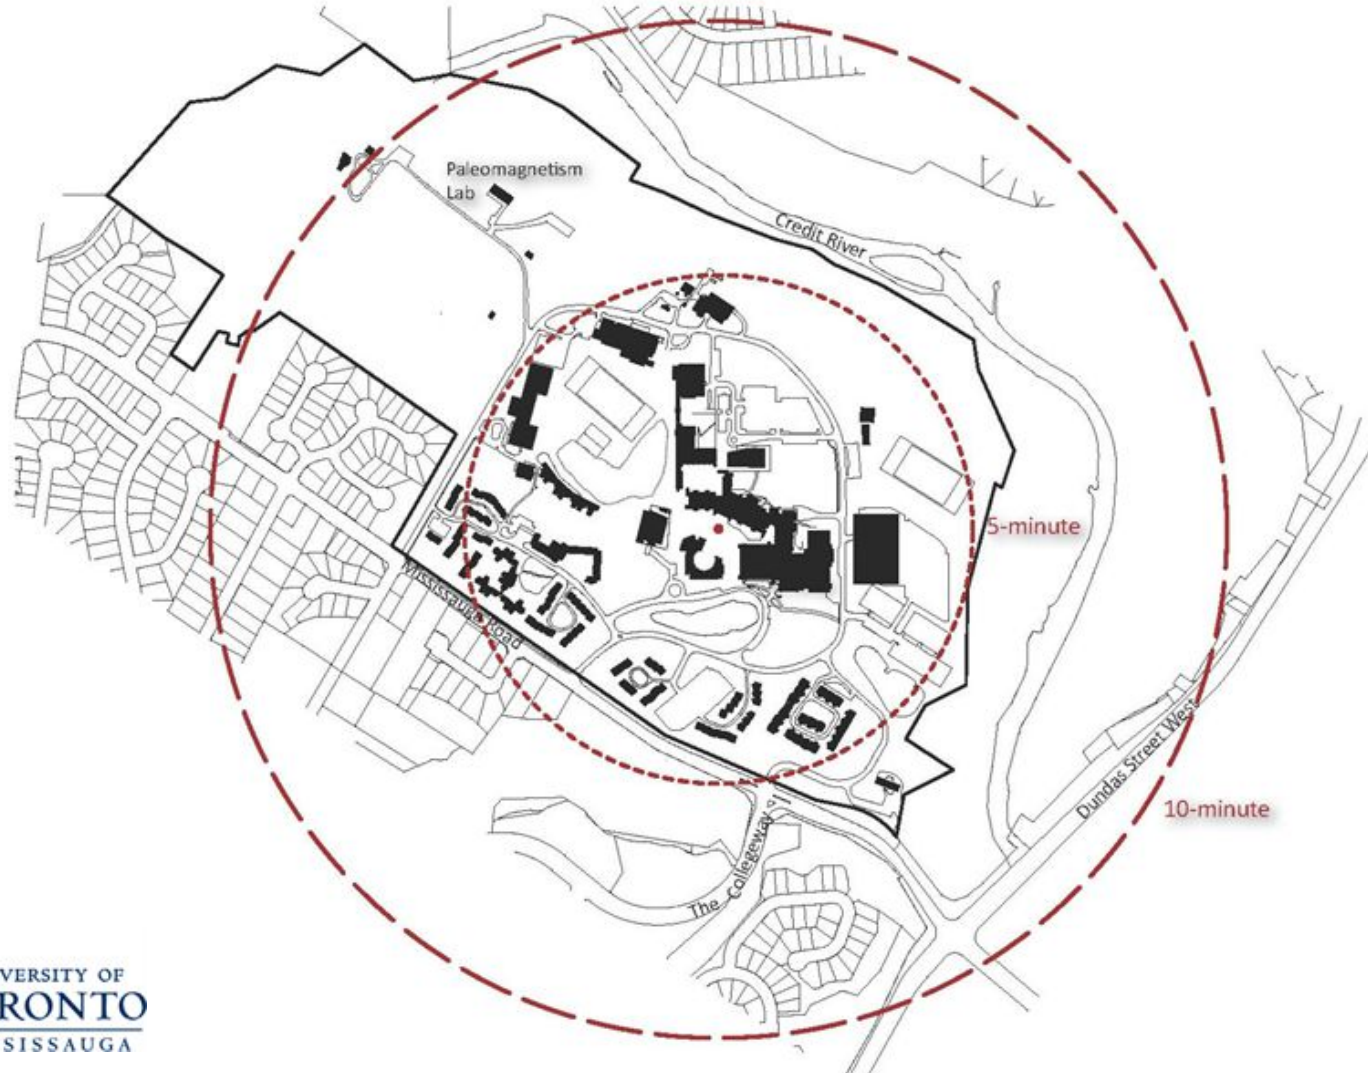 Paleomagnetism
Lab
Credit River
5-minute
Mississauga Road
Dundas Street West
10-minute
The Collegeway
VERSITY OF
RONTO
SISSAUGA